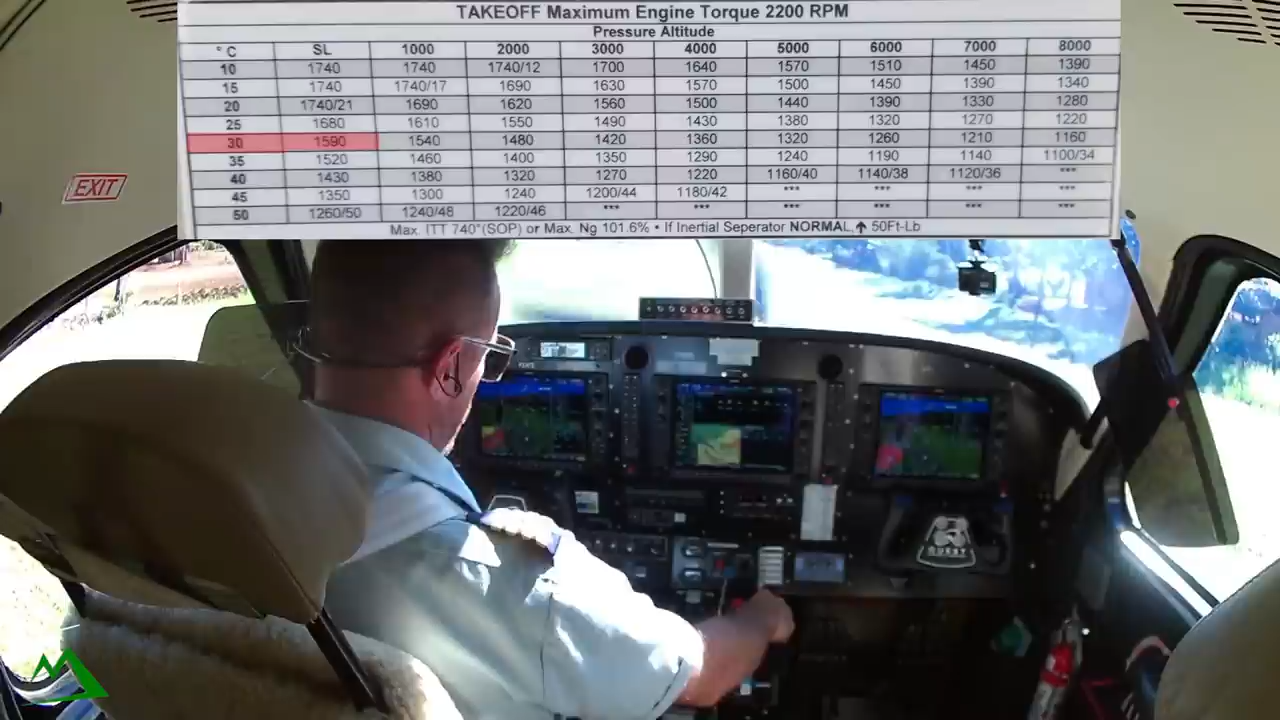 TAKEOFF Maximum Engine Torque 2200 RPM
Pressure Altitude
° C SL 1000 2000 3000 4000 5000 6000 7000 8000
10 1740 1740 1740/12 1700 1640 1570 1510 1450 1390
15 1740 1740/17 1690 1630 1570 1500 1450 1390 1340
20 1740/21 1690 1620 1560 1500 1440 1390 1330 1280
25 1680 1610 1550 1490 1430 1380 1320 1270 1220
30 1590 1540 1480 1420 1360 1320 1260 1210 1160
35 1520 1460 1400 1350 1290 1240 1190 1140 1100/34
40 1430 1380 1320 1270 1220 1160/40 1140/38 1120/36 ***
45 1350 1300 1240 1200/44 1180/42 *** *** *** ***
50 1260/50 1240/48 1220/46 *** *** *** *** *** ***
Max. ITT 740°(SOP) or Max. Ng 101.6% • If Inertial Seperator NORMAL,↑ 50Ft-Lb
EXIT
QUEST